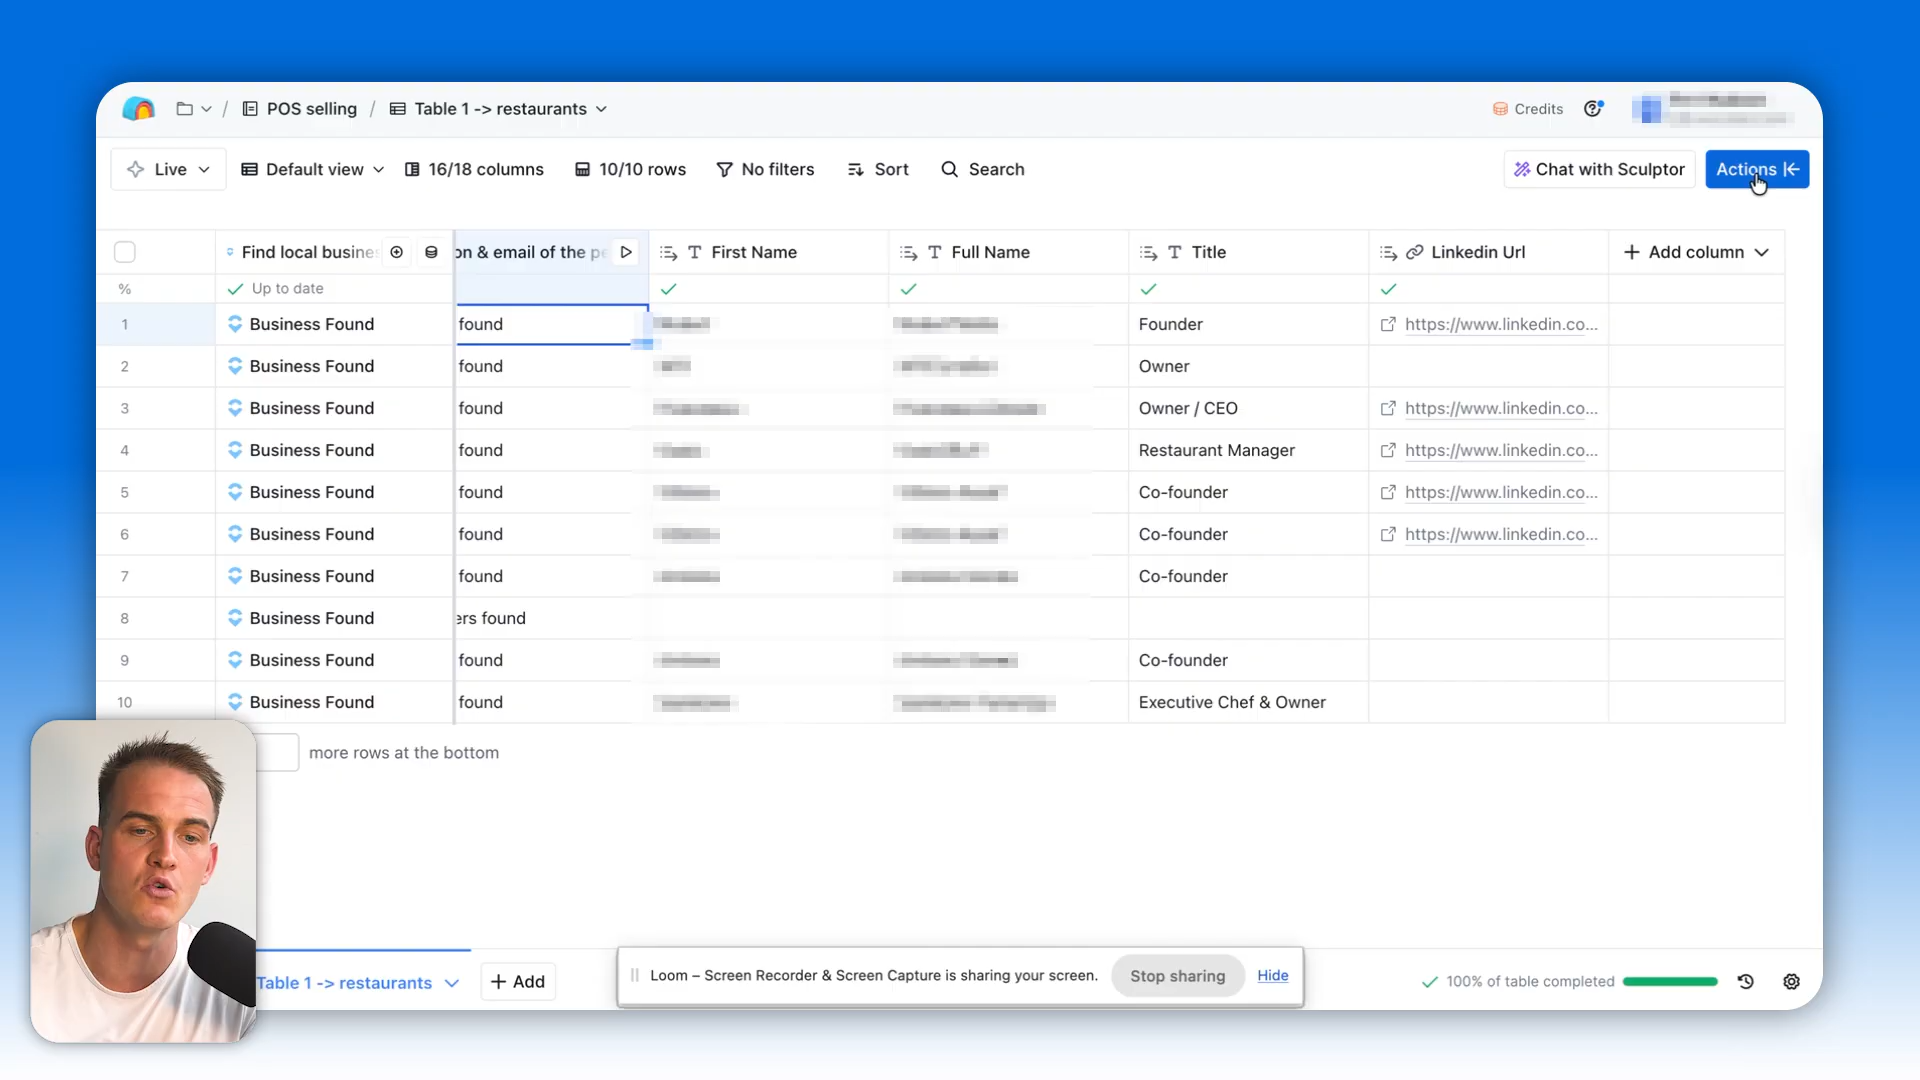 / POS selling / Table 1 -> restaurants
Credits
Live Default view 16/18 columns 10/10 rows No filters Sort Search
Chat with Sculptor Actions
Find local busines on & email of the pe First Name Full Name Title Linkedin Url + Add column
% Up to date
1 Business Found found Founder https://www.linkedin.co...
2 Business Found found Owner
3 Business Found found Owner / CEO https://www.linkedin.co...
4 Business Found found Restaurant Manager https://www.linkedin.co...
5 Business Found found Co-founder https://www.linkedin.co...
6 Business Found found Co-founder https://www.linkedin.co...
7 Business Found found Co-founder
8 Business Found ers found
9 Business Found found Co-founder
10 Business Found found Executive Chef & Owner
more rows at the bottom
Table 1 -> restaurants + Add
Loom – Screen Recorder & Screen Capture is sharing your screen. Stop sharing Hide
100% of table completed